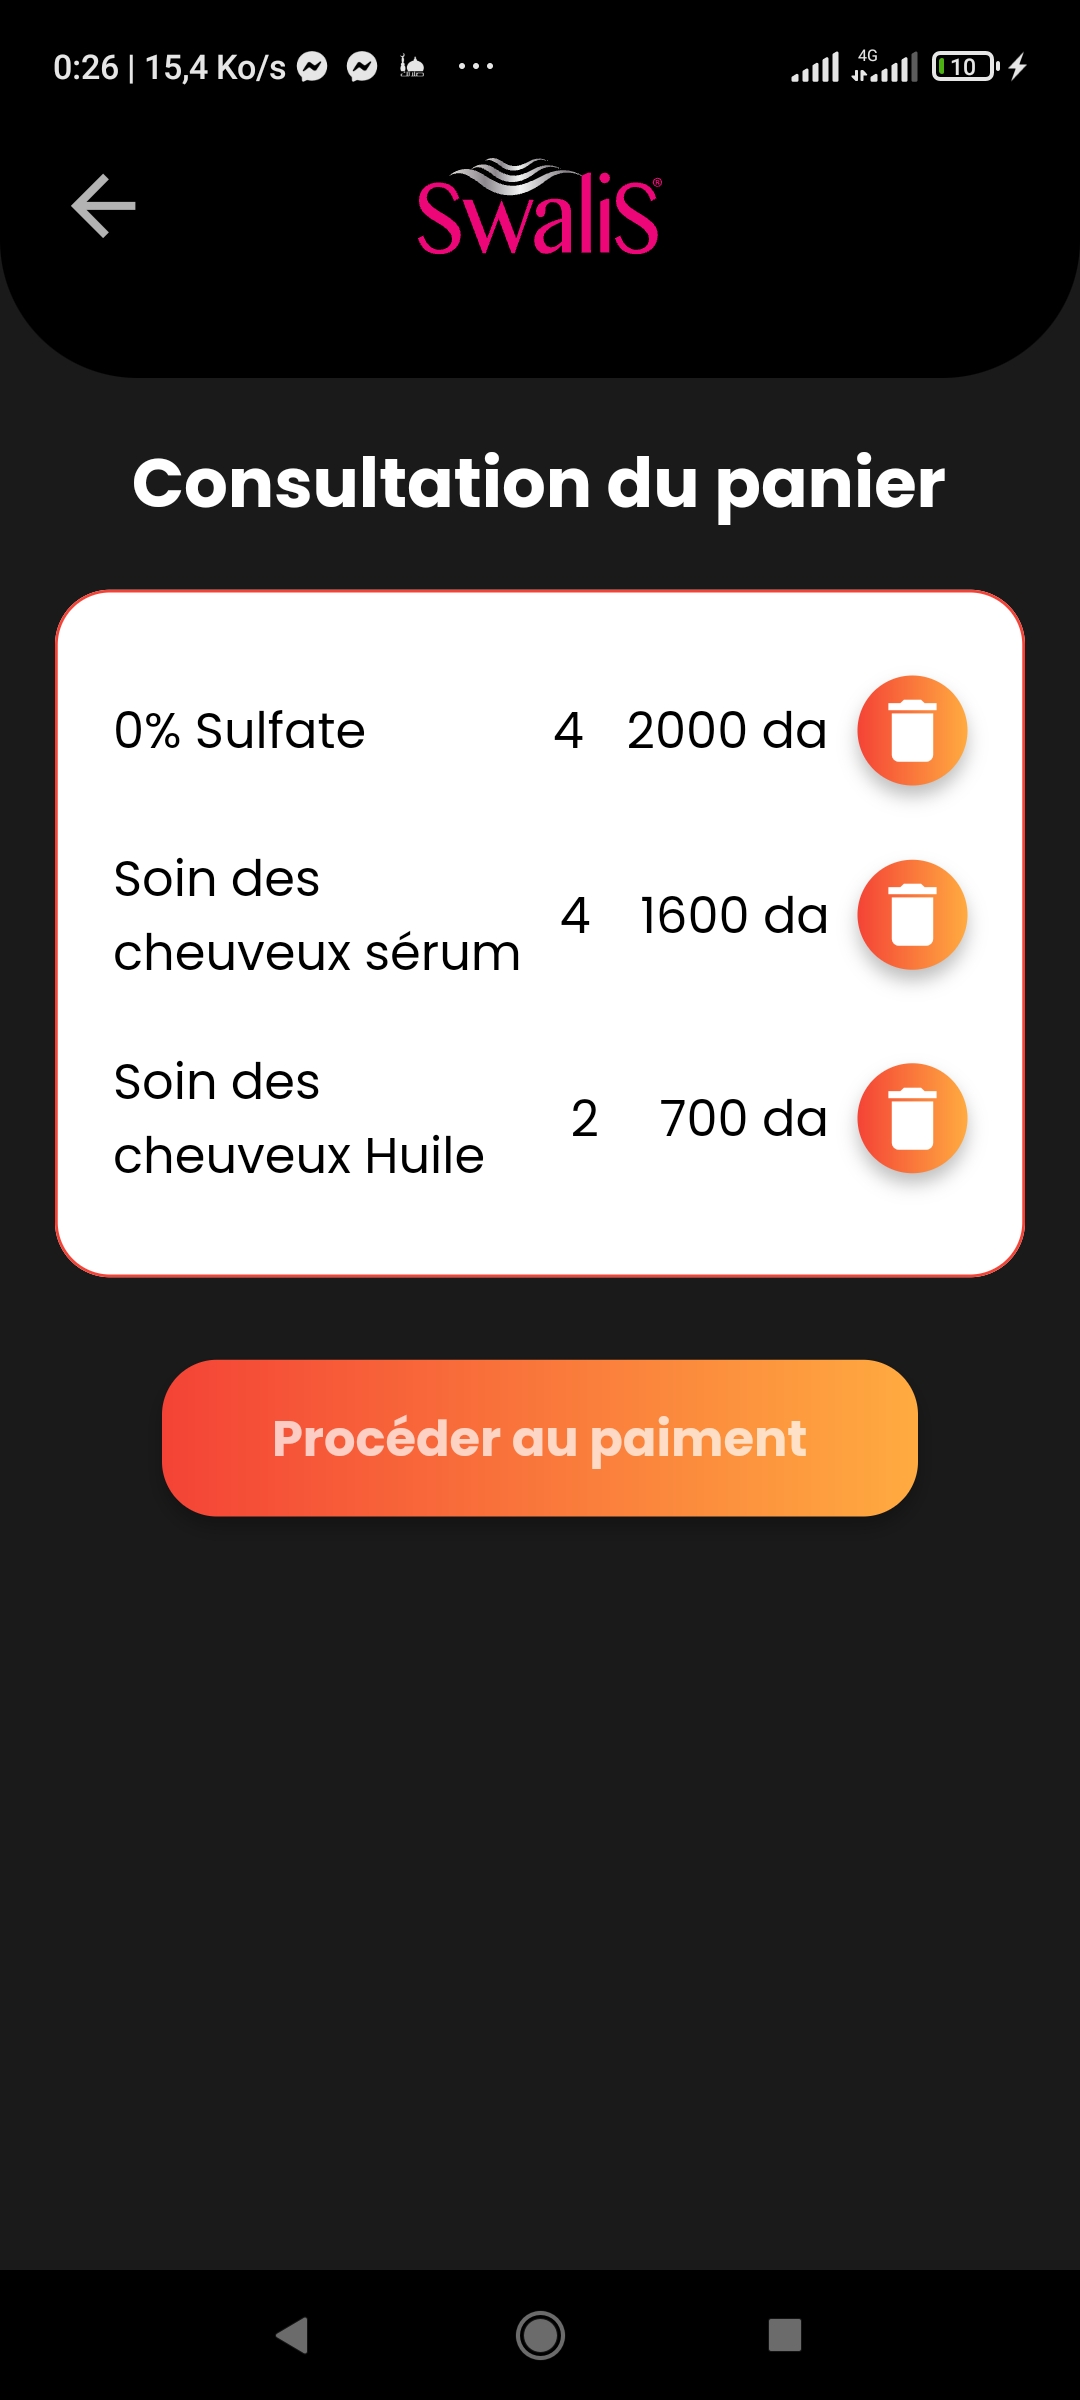 0:26 | 15,4 Ko/s 4G 10
SwaliS®
Consultation du panier
0% Sulfate 4 2000 da
Soin des
cheuveux sérum 4 1600 da
Soin des
cheuveux Huile 2 700 da
Procéder au paiment